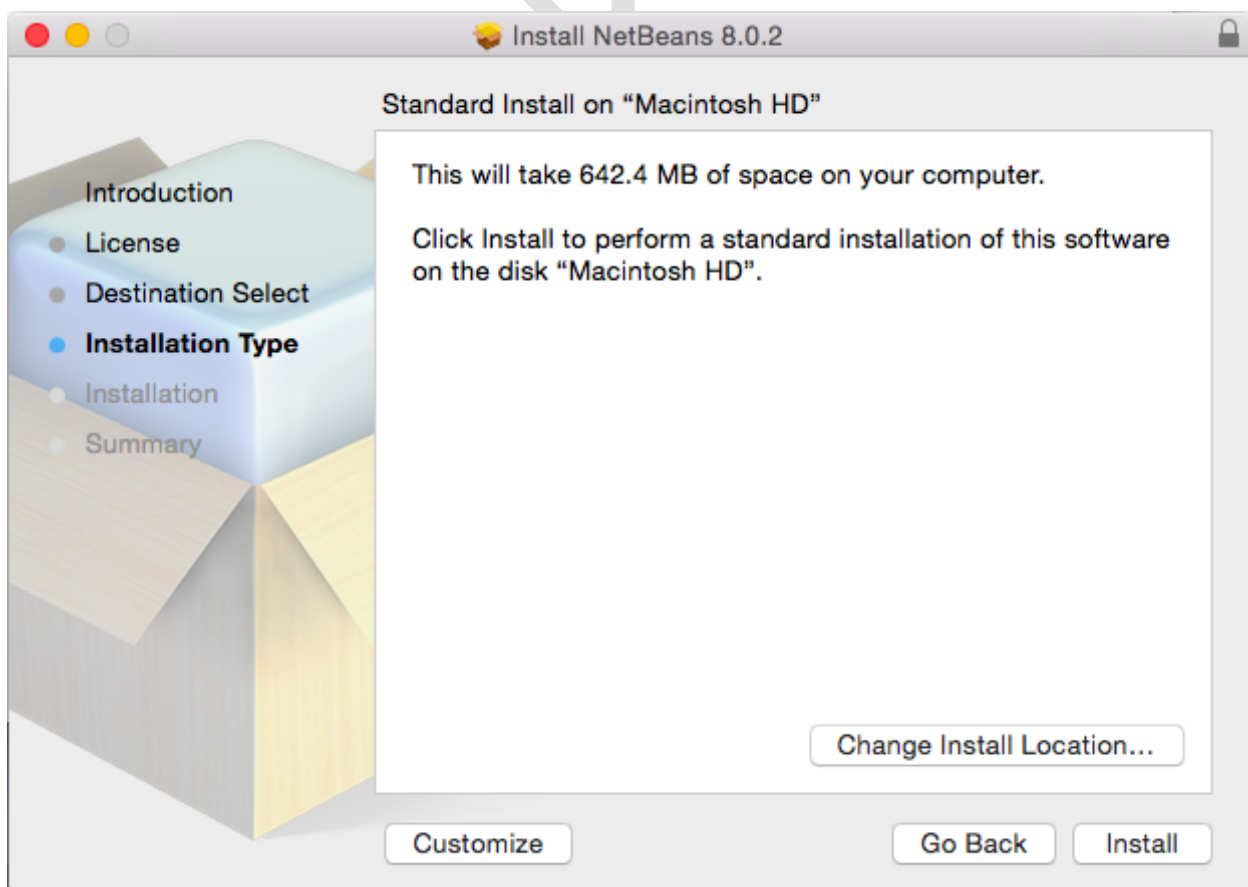 Install NetBeans 8.0.2
Standard Install on “Macintosh HD”
Introduction
License
Destination Select
Installation Type
Installation
Summary
This will take 642.4 MB of space on your computer.
Click Install to perform a standard installation of this software
on the disk “Macintosh HD”.
Change Install Location...
Customize
Go Back
Install